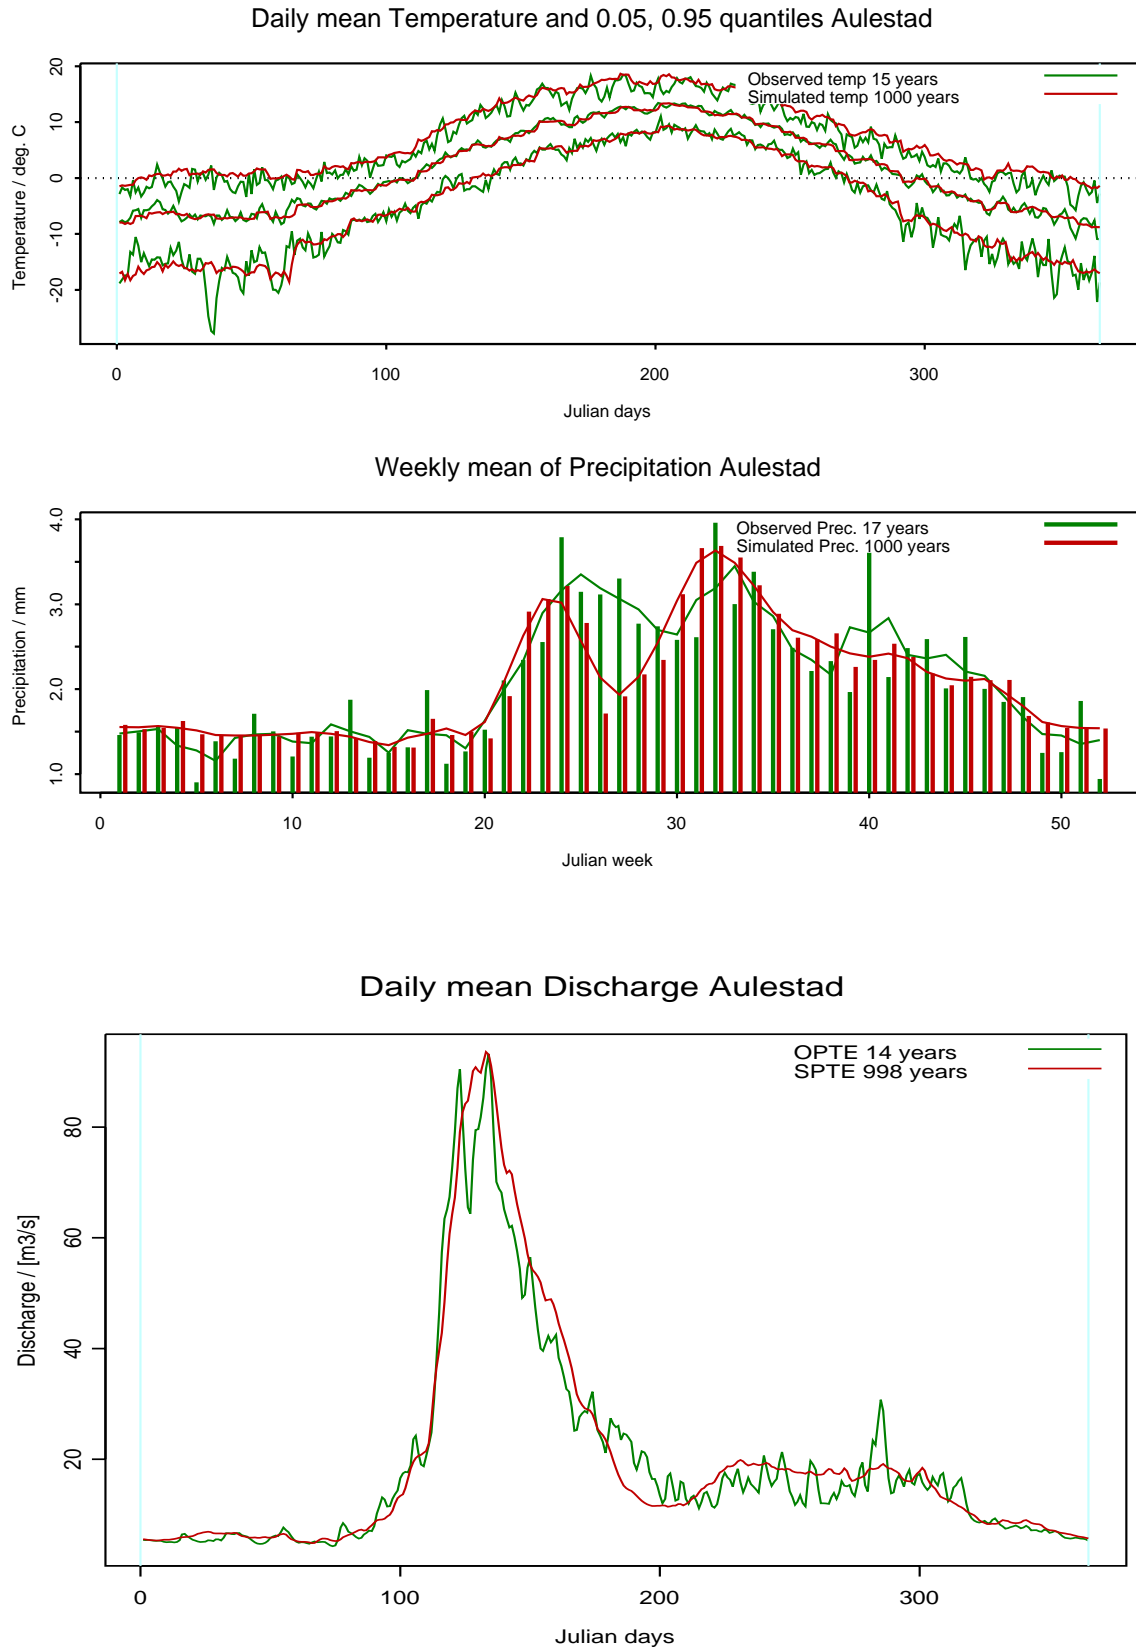 Daily mean Temperature and 0.05, 0.95 quantiles Aulestad
Temperature / deg. C
20
10
0
-10
-20
Observed temp 15 years
Simulated temp 1000 years
0 100 200 300
Julian days
Weekly mean of Precipitation Aulestad
Precipitation / mm
4.0
3.0
2.0
1.0
Observed Prec. 17 years
Simulated Prec. 1000 years
0 10 20 30 40 50
Julian week
Daily mean Discharge Aulestad
Discharge / [m3/s]
80
60
40
20
OPTE 14 years
SPTE 998 years
0 100 200 300
Julian days